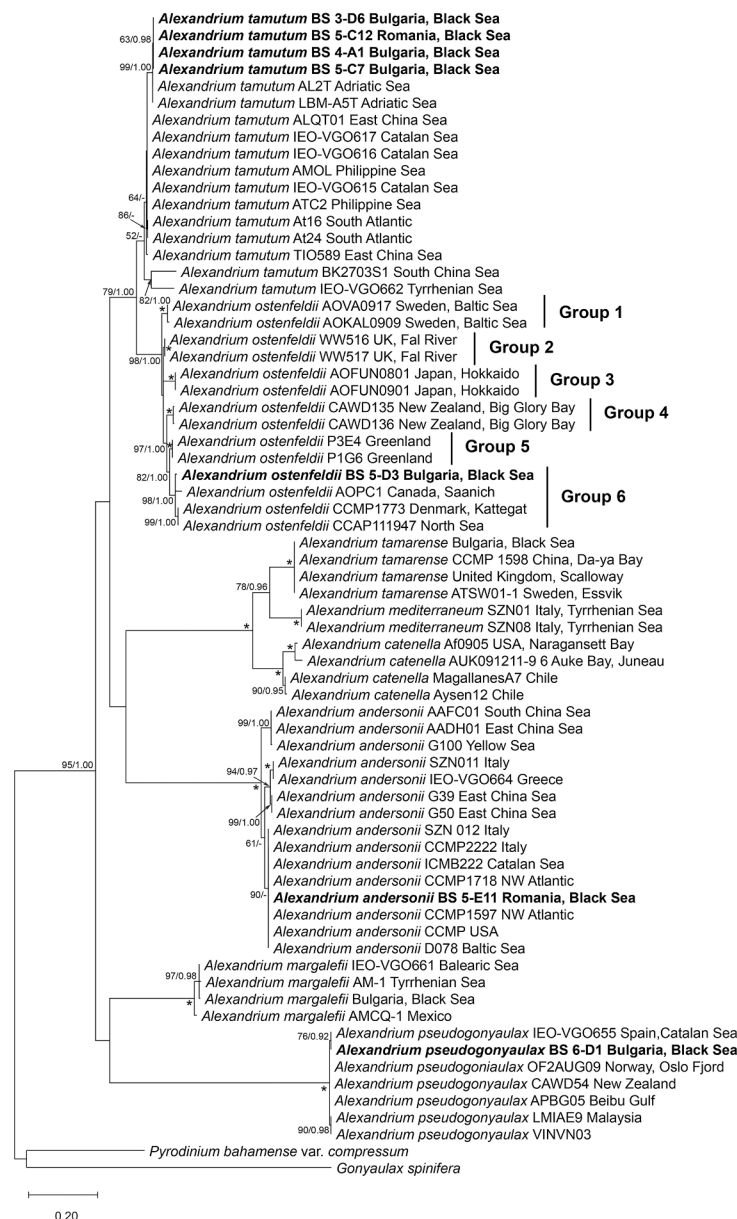 Alexandrium tamutum BS 3-D6 Bulgaria, Black Sea
63/0.98
Alexandrium tamutum BS 5-C12 Romania, Black Sea
Alexandrium tamutum BS 4-A1 Bulgaria, Black Sea
99/1.00
Alexandrium tamutum BS 5-C7 Bulgaria, Black Sea
Alexandrium tamutum AL2T Adriatic Sea
Alexandrium tamutum LBM-A5T Adriatic Sea
Alexandrium tamutum ALQT01 East China Sea
Alexandrium tamutum IEO-VGO617 Catalan Sea
Alexandrium tamutum IEO-VGO616 Catalan Sea
Alexandrium tamutum AMOL Philippine Sea
Alexandrium tamutum IEO-VGO615 Catalan Sea
64/-
Alexandrium tamutum ATC2 Philippine Sea
86/-
Alexandrium tamutum At16 South Atlantic
52/-
Alexandrium tamutum At24 South Atlantic
Alexandrium tamutum TIO589 East China Sea
Alexandrium tamutum BK2703S1 South China Sea
79/1.00
Alexandrium tamutum IEO-VGO662 Tyrrhenian Sea
82/1.00
* Alexandrium ostenfeldii AOVA0917 Sweden, Baltic Sea
Group 1
Alexandrium ostenfeldii AOKAL0909 Sweden, Baltic Sea
Alexandrium ostenfeldii WW516 UK, Fal River
* Group 2
98/1.00
Alexandrium ostenfeldii WW517 UK, Fal River
* Alexandrium ostenfeldii AOFUN0801 Japan, Hokkaido
Group 3
Alexandrium ostenfeldii AOFUN0901 Japan, Hokkaido
* Alexandrium ostenfeldii CAWD135 New Zealand, Big Glory Bay
Group 4
Alexandrium ostenfeldii CAWD136 New Zealand, Big Glory Bay
* Alexandrium ostenfeldii P3E4 Greenland
97/1.00
Group 5
Alexandrium ostenfeldii P1G6 Greenland
82/1.00
Alexandrium ostenfeldii BS 5-D3 Bulgaria, Black Sea
Alexandrium ostenfeldii AOPC1 Canada, Saanich
Group 6
98/1.00
Alexandrium ostenfeldii CCMP1773 Denmark, Kattegat
99/1.00
Alexandrium ostenfeldii CCAP111947 North Sea
Alexandrium tamarense Bulgaria, Black Sea
* Alexandrium tamarense CCMP 1598 China, Da-ya Bay
Alexandrium tamarense United Kingdom, Scalloway
78/0.96
Alexandrium tamarense ATSW01-1 Sweden, Essvik
Alexandrium mediterraneum SZN01 Italy, Tyrrhenian Sea
* * Alexandrium mediterraneum SZN08 Italy, Tyrrhenian Sea
* Alexandrium catenella Af0905 USA, Naragansett Bay
Alexandrium catenella AUK091211-9 6 Auke Bay, Juneau
* Alexandrium catenella MagallanesA7 Chile
90/0.95
Alexandrium catenella Aysen12 Chile
Alexandrium andersonii AAFC01 South China Sea
99/1.00
Alexandrium andersonii AADH01 East China Sea
Alexandrium andersonii G100 Yellow Sea
* Alexandrium andersonii SZN011 Italy
95/1.00
94/0.97
Alexandrium andersonii IEO-VGO664 Greece
* Alexandrium andersonii G39 East China Sea
Alexandrium andersonii G50 East China Sea
99/1.00
Alexandrium andersonii SZN 012 Italy
61/-
Alexandrium andersonii CCMP2222 Italy
Alexandrium andersonii ICMB222 Catalan Sea
Alexandrium andersonii CCMP1718 NW Atlantic
90/-
Alexandrium andersonii BS 5-E11 Romania, Black Sea
Alexandrium andersonii CCMP1597 NW Atlantic
Alexandrium andersonii CCMP USA
Alexandrium andersonii D078 Baltic Sea
Alexandrium margalefii IEO-VGO661 Balearic Sea
97/0.98
Alexandrium margalefii AM-1 Tyrrhenian Sea
* Alexandrium margalefii Bulgaria, Black Sea
Alexandrium margalefii AMCQ-1 Mexico
76/0.92
Alexandrium pseudogonyaulax IEO-VGO655 Spain,Catalan Sea
Alexandrium pseudogonyaulax BS 6-D1 Bulgaria, Black Sea
Alexandrium pseudogoniaulax OF2AUG09 Norway, Oslo Fjord
* Alexandrium pseudogonyaulax CAWD54 New Zealand
Alexandrium pseudogonyaulax APBG05 Beibu Gulf
Alexandrium pseudogonyaulax LMIAE9 Malaysia
90/0.98
Alexandrium pseudogonyaulax VINVN03
Pyrodinium bahamense var. compressum
Gonyaulax spinifera
0.20